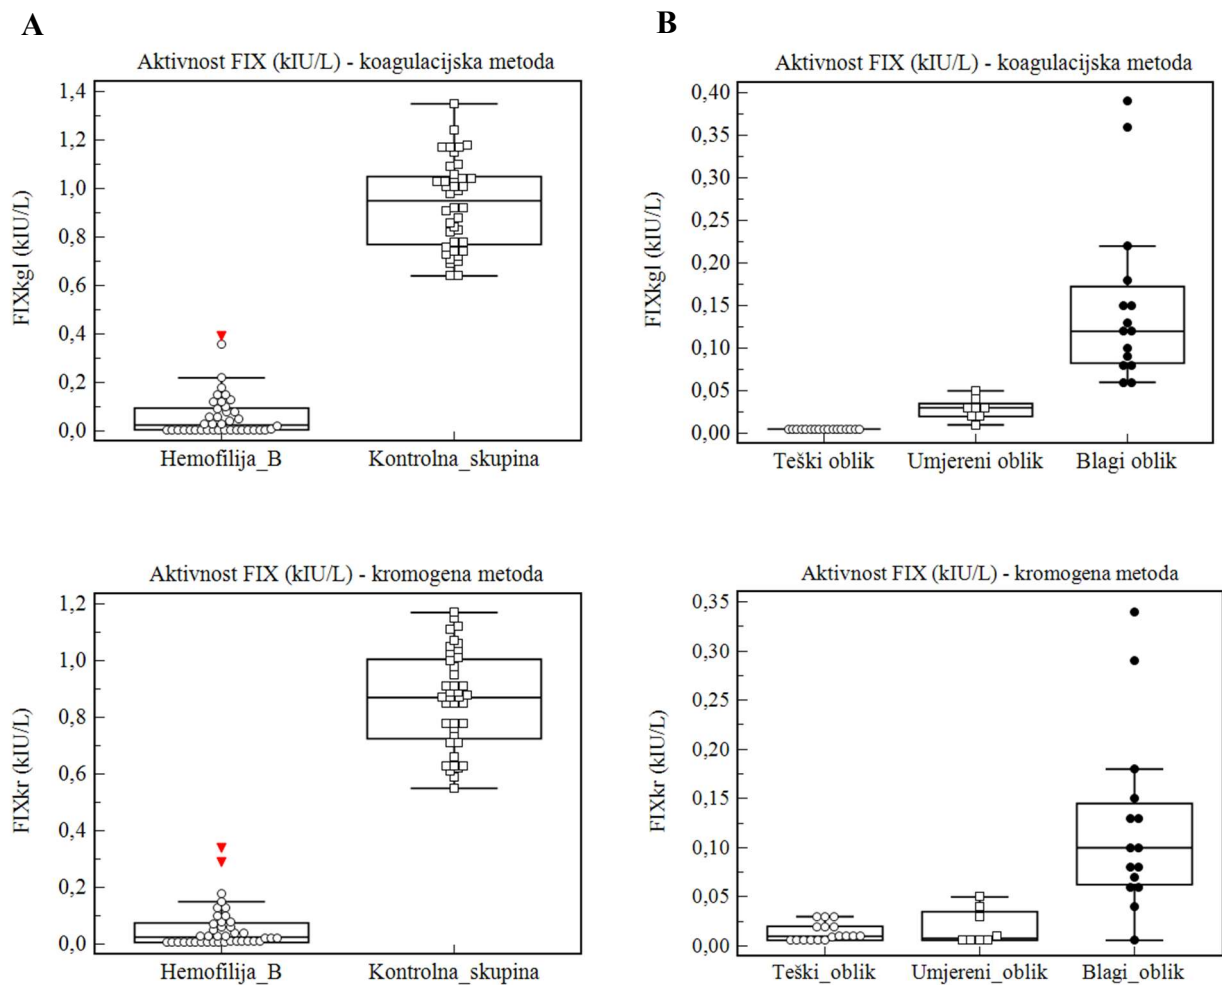 A
Aktivnost FIX (kIU/L) - koagulacijska metoda
FIXkgl (kIU/L)
1,4
1,2
1,0
0,8
0,6
0,4
0,2
0,0
Hemofilija_B
Kontrolna_skupina
B
Aktivnost FIX (kIU/L) - koagulacijska metoda
FIXkgl (kIU/L)
0,40
0,35
0,30
0,25
0,20
0,15
0,10
0,05
0,00
Teški oblik
Umjereni oblik
Blagi oblik
Aktivnost FIX (kIU/L) - kromogena metoda
FIXkr (kIU/L)
1,2
1,0
0,8
0,6
0,4
0,2
0,0
Hemofilija_B
Kontrolna_skupina
Aktivnost FIX (kIU/L) - kromogena metoda
FIXkr (kIU/L)
0,35
0,30
0,25
0,20
0,15
0,10
0,05
0,00
Teški_oblik
Umjereni_oblik
Blagi_oblik